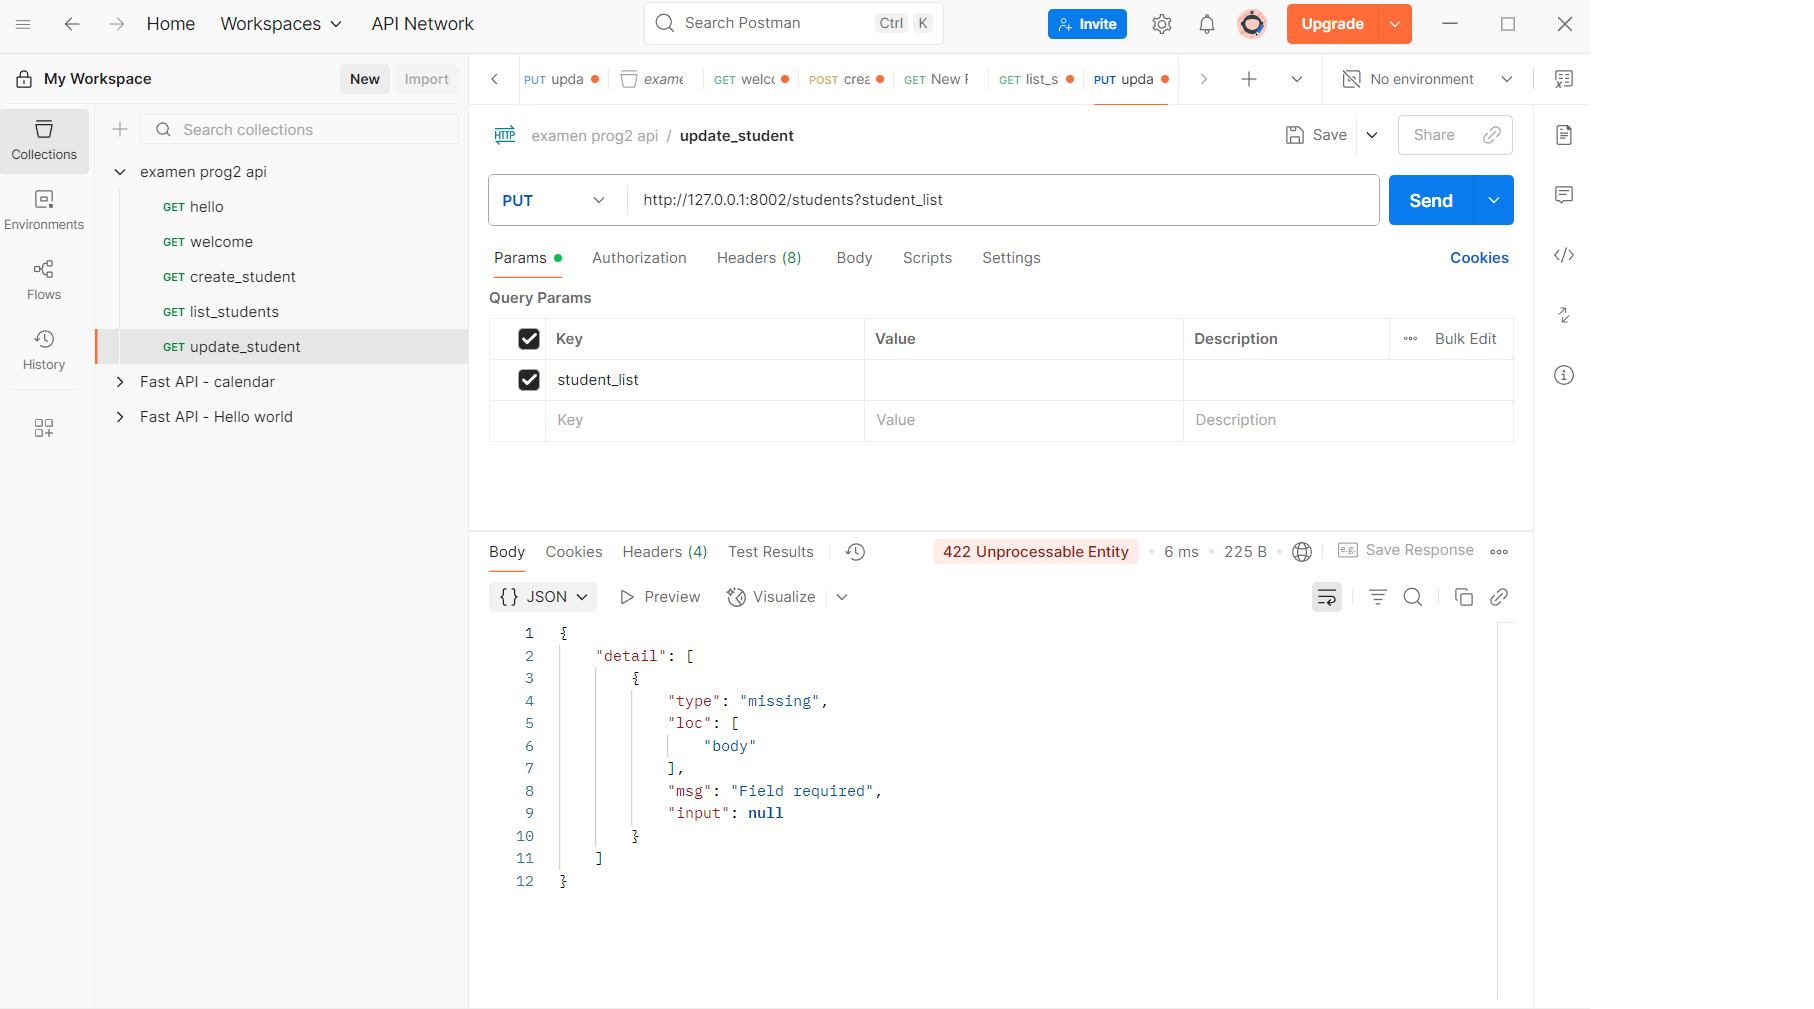 Home Workspaces API Network Search Postman Ctrl K Invite Upgrade
My Workspace New Import PUT upda exame GET welc POST crea GET New GET list_s PUT upda No environment
Collections
Environments
Flows
History
Search collections
examen prog2 api
GET hello
GET welcome
GET create_student
GET list_students
GET update_student
Fast API - calendar
Fast API - Hello world
HTTP examen prog2 api / update_student Save Share
PUT http://127.0.0.1:8002/students?student_list Send
Params Authorization Headers (8) Body Scripts Settings Cookies
Query Params
Key Value Description Bulk Edit
student_list
Key Value Description
Body Cookies Headers (4) Test Results 422 Unprocessable Entity 6 ms 225 B e.g. Save Response
{} JSON Preview Visualize
1 {
2 "detail": [
3 {
4 "type": "missing",
5 "loc": [
6 "body"
7 ],
8 "msg": "Field required",
9 "input": null
10 }
11 ]
12 }